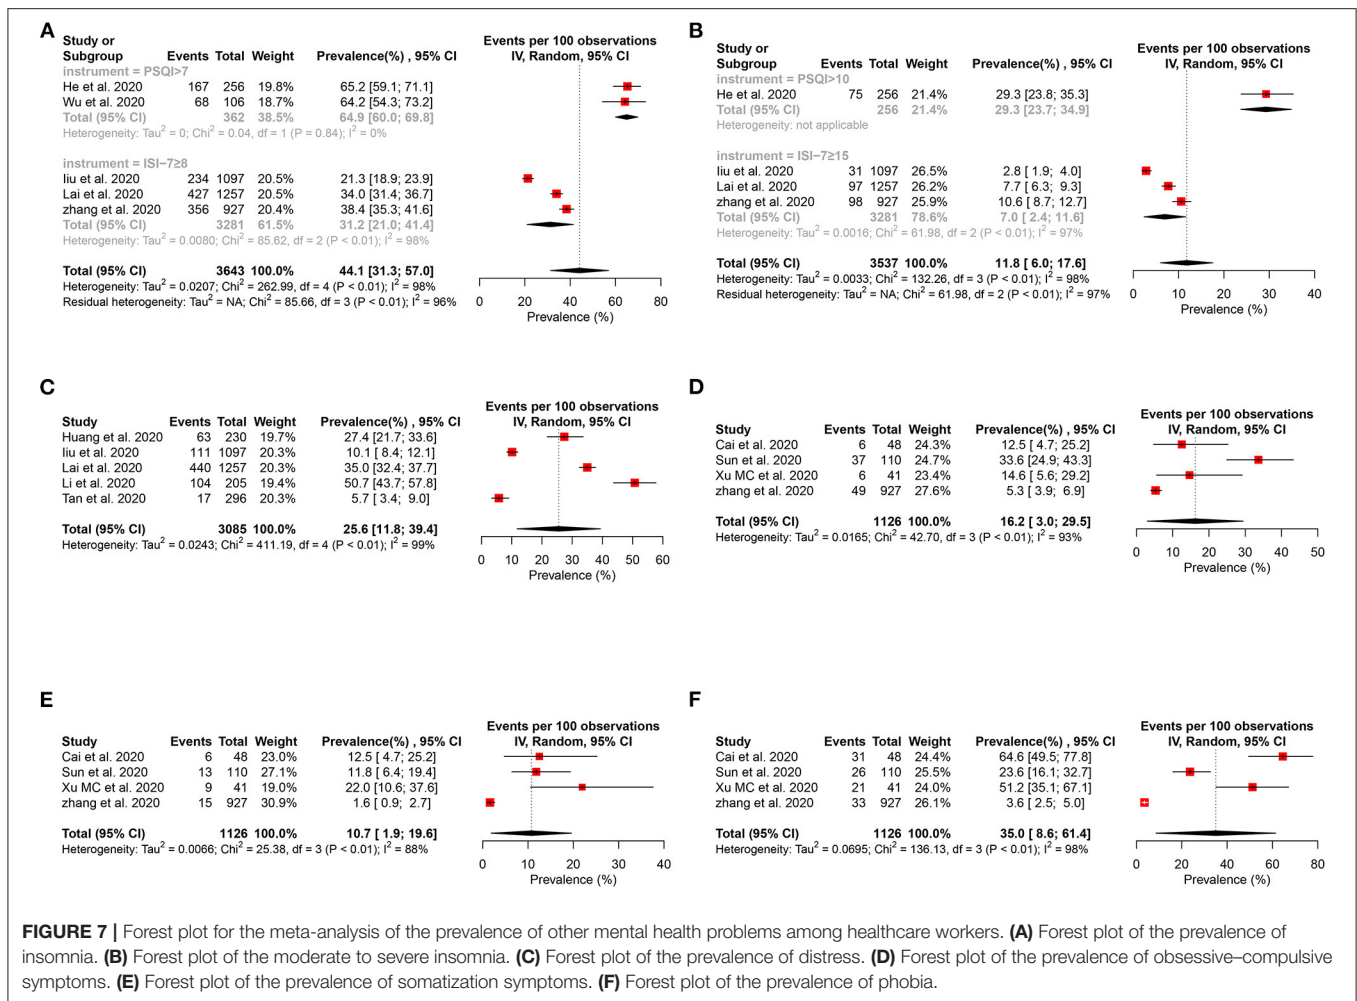 A
Study or
Subgroup Events Total Weight Prevalence(%) , 95% CI
instrument = PSQI>7
He et al. 2020 167 256 19.8% 65.2 [59.1; 71.1]
Wu et al. 2020 68 106 18.7% 64.2 [54.3; 73.2]
Total (95% CI) 362 38.5% 64.9 [60.0; 69.8]
Heterogeneity: Tau² = 0; Chi² = 0.04, df = 1 (P = 0.84); I² = 0%
instrument = ISI−7≥8
liu et al. 2020 234 1097 20.5% 21.3 [18.9; 23.9]
Lai et al. 2020 427 1257 20.5% 34.0 [31.4; 36.7]
zhang et al. 2020 356 927 20.4% 38.4 [35.3; 41.6]
Total (95% CI) 3281 61.5% 31.2 [21.0; 41.4]
Heterogeneity: Tau² = 0.0080; Chi² = 85.62, df = 2 (P < 0.01); I² = 98%
Total (95% CI) 3643 100.0% 44.1 [31.3; 57.0]
Heterogeneity: Tau² = 0.0207; Chi² = 262.99, df = 4 (P < 0.01); I² = 98%
Residual heterogeneity: Tau² = NA; Chi² = 85.66, df = 3 (P < 0.01); I² = 96%
Events per 100 observations
IV, Random, 95% CI
0 20 40 60 80
Prevalence (%)
B
Study or
Subgroup Events Total Weight Prevalence(%) , 95% CI
instrument = PSQI>10
He et al. 2020 75 256 21.4% 29.3 [23.8; 35.3]
Total (95% CI) 256 21.4% 29.3 [23.7; 34.9]
Heterogeneity: not applicable
instrument = ISI−7≥15
liu et al. 2020 31 1097 26.5% 2.8 [ 1.9; 4.0]
Lai et al. 2020 97 1257 26.2% 7.7 [ 6.3; 9.3]
zhang et al. 2020 98 927 25.9% 10.6 [ 8.7; 12.7]
Total (95% CI) 3281 78.6% 7.0 [ 2.4; 11.6]
Heterogeneity: Tau² = 0.0016; Chi² = 61.98, df = 2 (P < 0.01); I² = 97%
Total (95% CI) 3537 100.0% 11.8 [ 6.0; 17.6]
Heterogeneity: Tau² = 0.0033; Chi² = 132.26, df = 3 (P < 0.01); I² = 98%
Residual heterogeneity: Tau² = NA; Chi² = 61.98, df = 2 (P < 0.01); I² = 97%
Events per 100 observations
IV, Random, 95% CI
0 10 20 30 40
Prevalence (%)
C
Study Events Total Weight Prevalence(%) , 95% CI
Huang et al. 2020 63 230 19.7% 27.4 [21.7; 33.6]
liu et al. 2020 111 1097 20.3% 10.1 [ 8.4; 12.1]
Lai et al. 2020 440 1257 20.3% 35.0 [32.4; 37.7]
Li et al. 2020 104 205 19.4% 50.7 [43.7; 57.8]
Tan et al. 2020 17 296 20.3% 5.7 [ 3.4; 9.0]
Total (95% CI) 3085 100.0% 25.6 [11.8; 39.4]
Heterogeneity: Tau² = 0.0243; Chi² = 411.19, df = 4 (P < 0.01); I² = 99%
Events per 100 observations
IV, Random, 95% CI
0 10 20 30 40 50 60
Prevalence (%)
D
Study Events Total Weight Prevalence(%) , 95% CI
Cai et al. 2020 6 48 24.3% 12.5 [ 4.7; 25.2]
Sun et al. 2020 37 110 24.7% 33.6 [24.9; 43.3]
Xu MC et al. 2020 6 41 23.4% 14.6 [ 5.6; 29.2]
zhang et al. 2020 49 927 27.6% 5.3 [ 3.9; 6.9]
Total (95% CI) 1126 100.0% 16.2 [ 3.0; 29.5]
Heterogeneity: Tau² = 0.0165; Chi² = 42.70, df = 3 (P < 0.01); I² = 93%
Events per 100 observations
IV, Random, 95% CI
0 10 20 30 40 50
Prevalence (%)
E
Study Events Total Weight Prevalence(%) , 95% CI
Cai et al. 2020 6 48 23.0% 12.5 [ 4.7; 25.2]
Sun et al. 2020 13 110 27.1% 11.8 [ 6.4; 19.4]
Xu MC et al. 2020 9 41 19.0% 22.0 [10.6; 37.6]
zhang et al. 2020 15 927 30.9% 1.6 [ 0.9; 2.7]
Total (95% CI) 1126 100.0% 10.7 [ 1.9; 19.6]
Heterogeneity: Tau² = 0.0066; Chi² = 25.38, df = 3 (P < 0.01); I² = 88%
Events per 100 observations
IV, Random, 95% CI
0 10 20 30 40
Prevalence (%)
F
Study Events Total Weight Prevalence(%) , 95% CI
Cai et al. 2020 31 48 24.4% 64.6 [49.5; 77.8]
Sun et al. 2020 26 110 25.5% 23.6 [16.1; 32.7]
Xu MC et al. 2020 21 41 24.0% 51.2 [35.1; 67.1]
zhang et al. 2020 33 927 26.1% 3.6 [ 2.5; 5.0]
Total (95% CI) 1126 100.0% 35.0 [ 8.6; 61.4]
Heterogeneity: Tau² = 0.0695; Chi² = 136.13, df = 3 (P < 0.01); I² = 98%
Events per 100 observations
IV, Random, 95% CI
0 20 40 60 80
Prevalence (%)
FIGURE 7 | Forest plot for the meta-analysis of the prevalence of other mental health problems among healthcare workers. (A) Forest plot of the prevalence of
insomnia. (B) Forest plot of the moderate to severe insomnia. (C) Forest plot of the prevalence of distress. (D) Forest plot of the prevalence of obsessive–compulsive
symptoms. (E) Forest plot of the prevalence of somatization symptoms. (F) Forest plot of the prevalence of phobia.